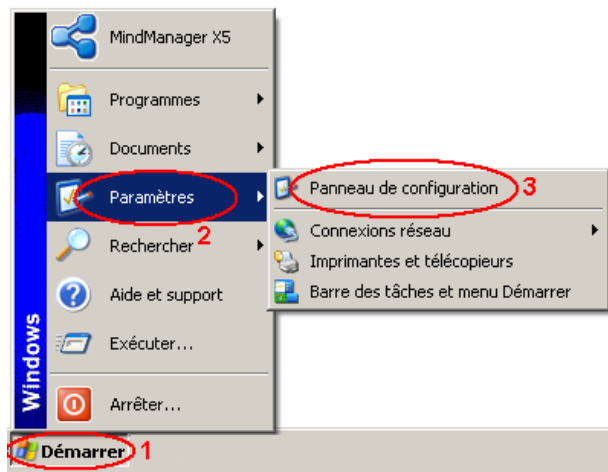 MindManager X5
Programmes
Documents
Paramètres
2
Rechercher
Aide et support
Exécuter...
Arrêter...
Windows
Panneau de configuration 3
Connexions réseau
Imprimantes et télécopieurs
Barre des tâches et menu Démarrer
Démarrer 1